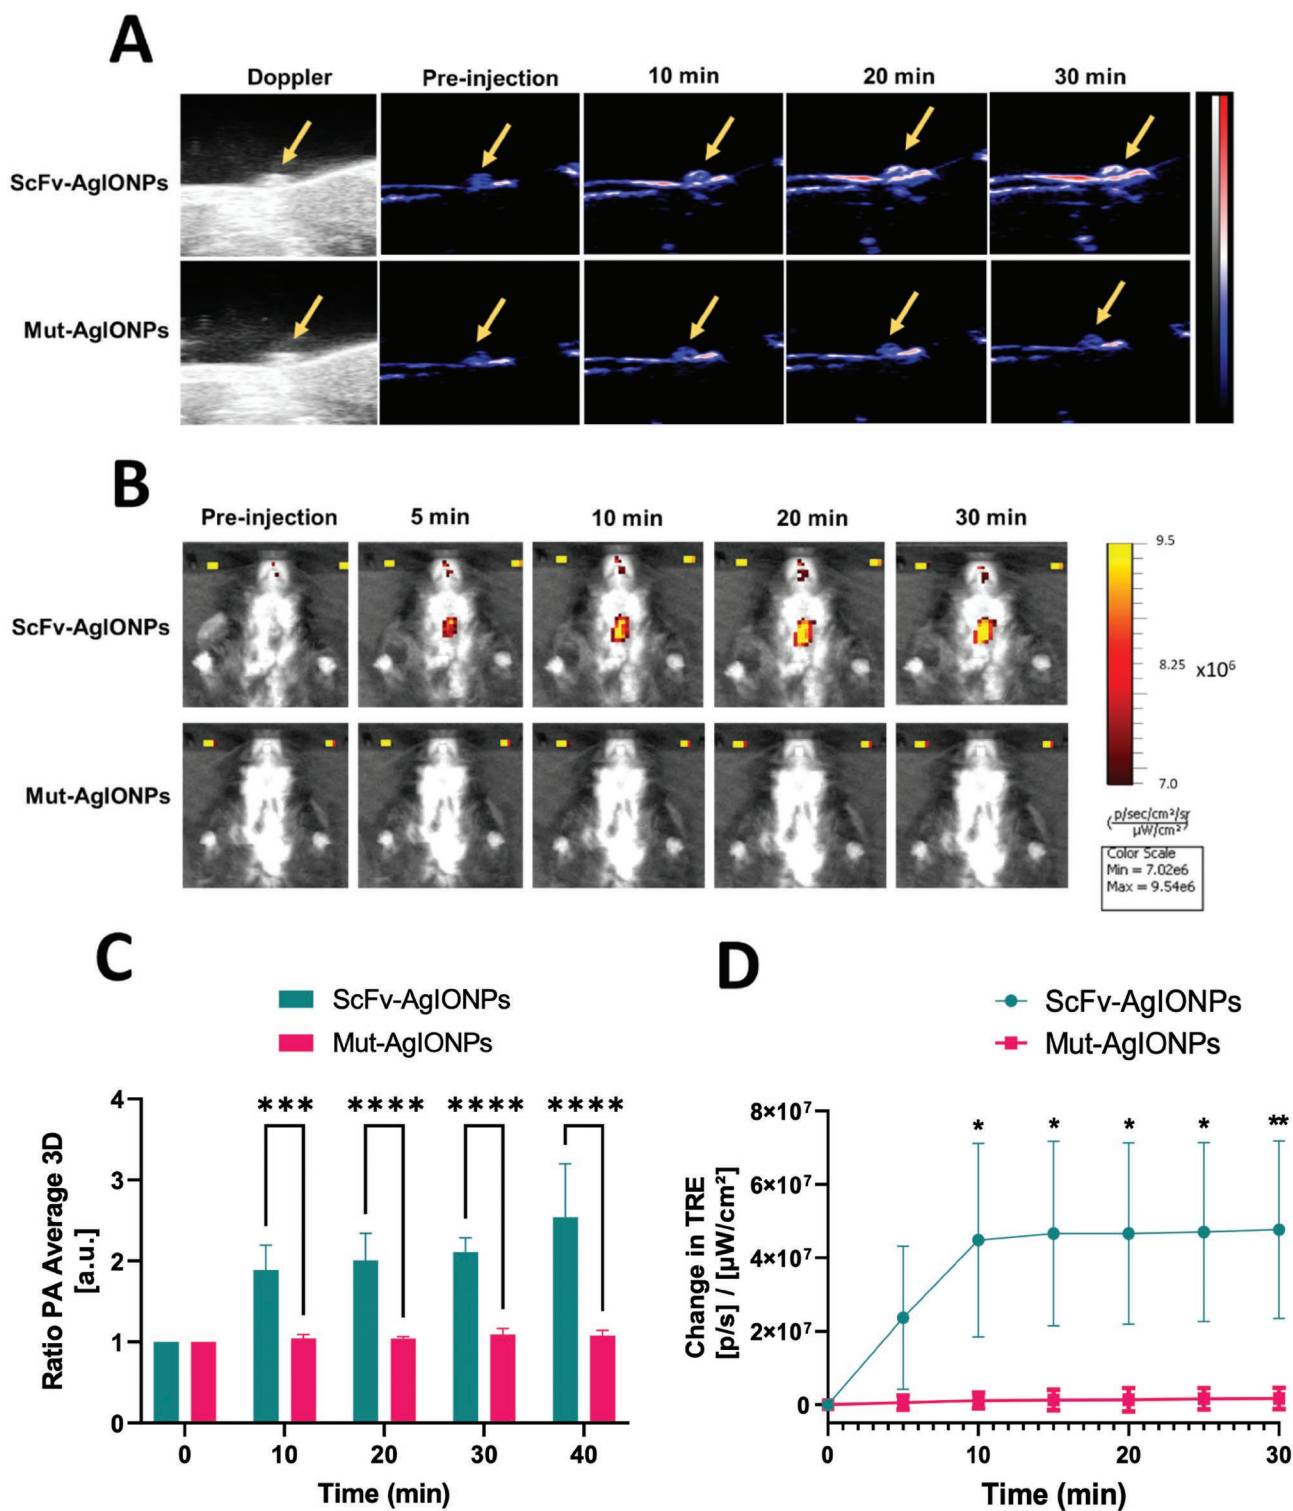 A
Doppler Pre-injection 10 min 20 min 30 min
ScFv-AgIONPs
Mut-AgIONPs
B
Pre-injection 5 min 10 min 20 min 30 min
ScFv-AgIONPs
Mut-AgIONPs
9.5
8.25 x10⁶
7.0
(p/sec/cm²/sr
µW/cm²)
Color Scale
Min = 7.02e6
Max = 9.54e6
C
ScFv-AgIONPs
Mut-AgIONPs
Ratio PA Average 3D
[a.u.]
4
3
2
1
0
*** **** **** ****
0 10 20 30 40
Time (min)
D
ScFv-AgIONPs
Mut-AgIONPs
Change in TRE
[p/s] / [µW/cm²]
8×10⁷
6×10⁷
4×10⁷
2×10⁷
0
* * * * **
0 10 20 30
Time (min)